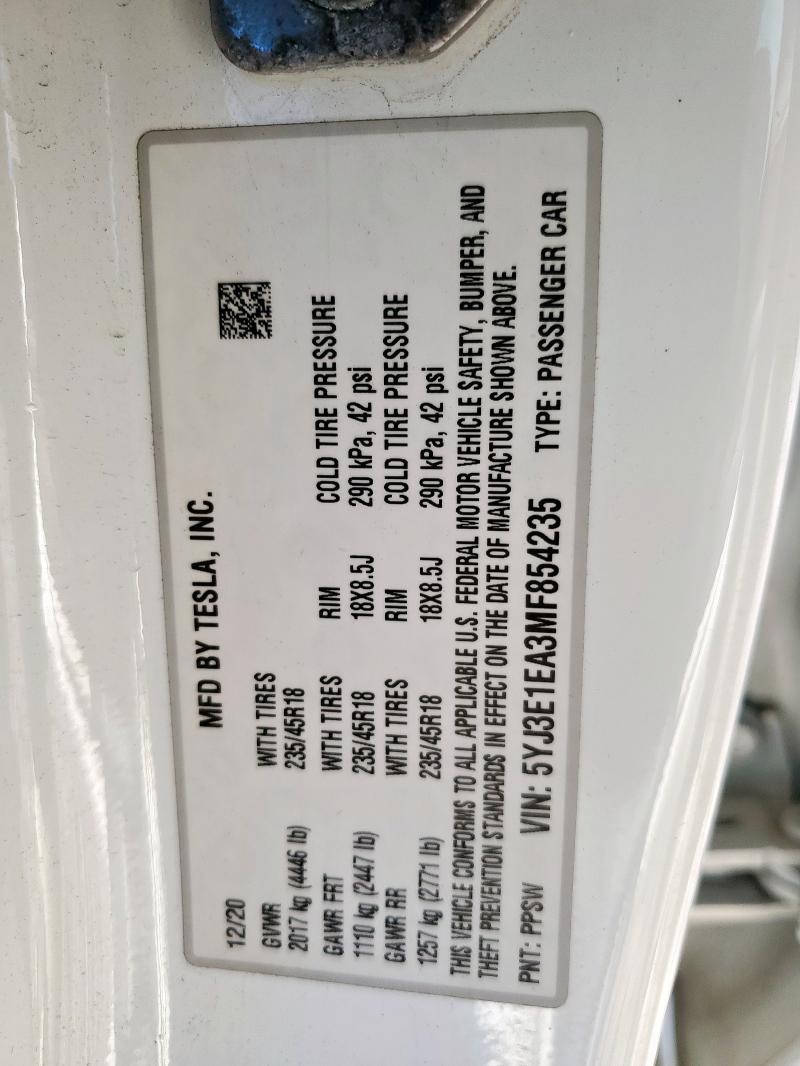 MFD BY TESLA, INC.
12/20
GVWR WITH TIRES
2017 kg (4446 lb) 235/45R18
GAWR FRT WITH TIRES RIM COLD TIRE PRESSURE
1110 kg (2447 lb) 235/45R18 18X8.5J 290 kPa, 42 psi
GAWR RR WITH TIRES RIM COLD TIRE PRESSURE
1257 kg (2771 lb) 235/45R18 18X8.5J 290 kPa, 42 psi
THIS VEHICLE CONFORMS TO ALL APPLICABLE U.S. FEDERAL MOTOR VEHICLE SAFETY, BUMPER, AND
THEFT PREVENTION STANDARDS IN EFFECT ON THE DATE OF MANUFACTURE SHOWN ABOVE.
PNT: PPSW VIN: 5YJ3E1EA3MF854235 TYPE: PASSENGER CAR